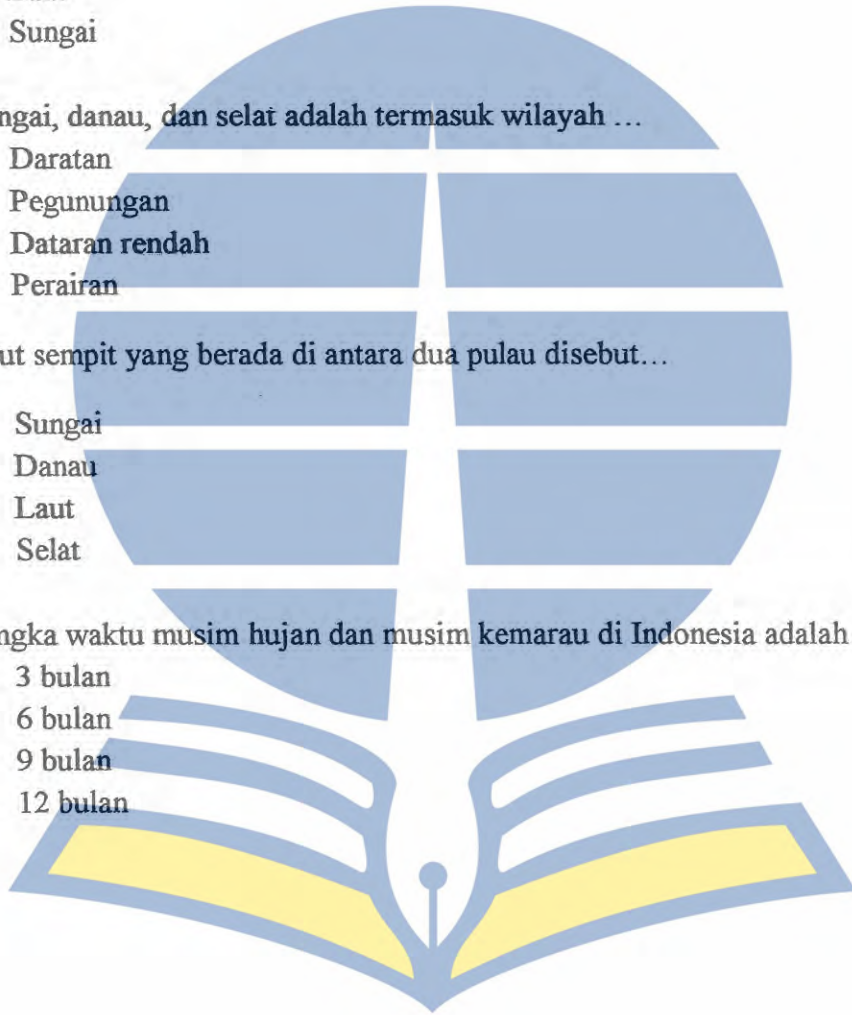 Sungai
ngai, danau, dan selat adalah termasuk wilayah …
Daratan
Pegunungan
Dataran rendah
Perairan
ut sempit yang berada di antara dua pulau disebut…
Sungai
Danau
Laut
Selat
ngka waktu musim hujan dan musim kemarau di Indonesia adalah
3 bulan
6 bulan
9 bulan
12 bulan